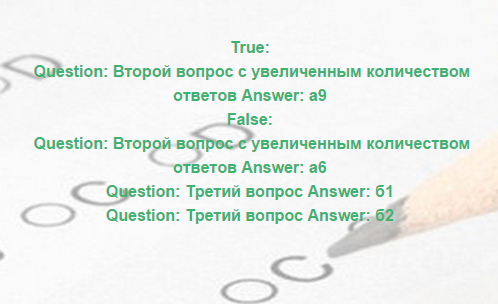 True:
Question: Второй вопрос с увеличенным количеством
ответов Answer: а9
False:
Question: Второй вопрос с увеличенным количеством
ответов Answer: а6
Question: Третий вопрос Answer: б1
Question: Третий вопрос Answer: б2